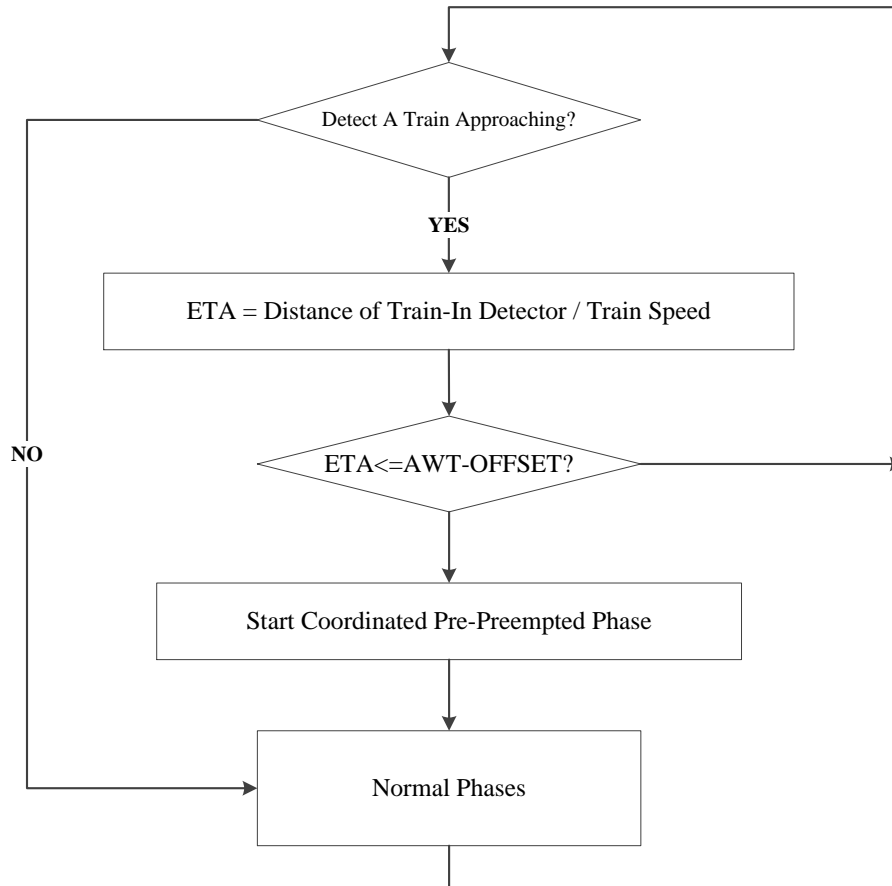 Detect A Train Approaching?
YES
ETA = Distance of Train-In Detector / Train Speed
NO
ETA<=AWT-OFFSET?
Start Coordinated Pre-Preempted Phase
Normal Phases